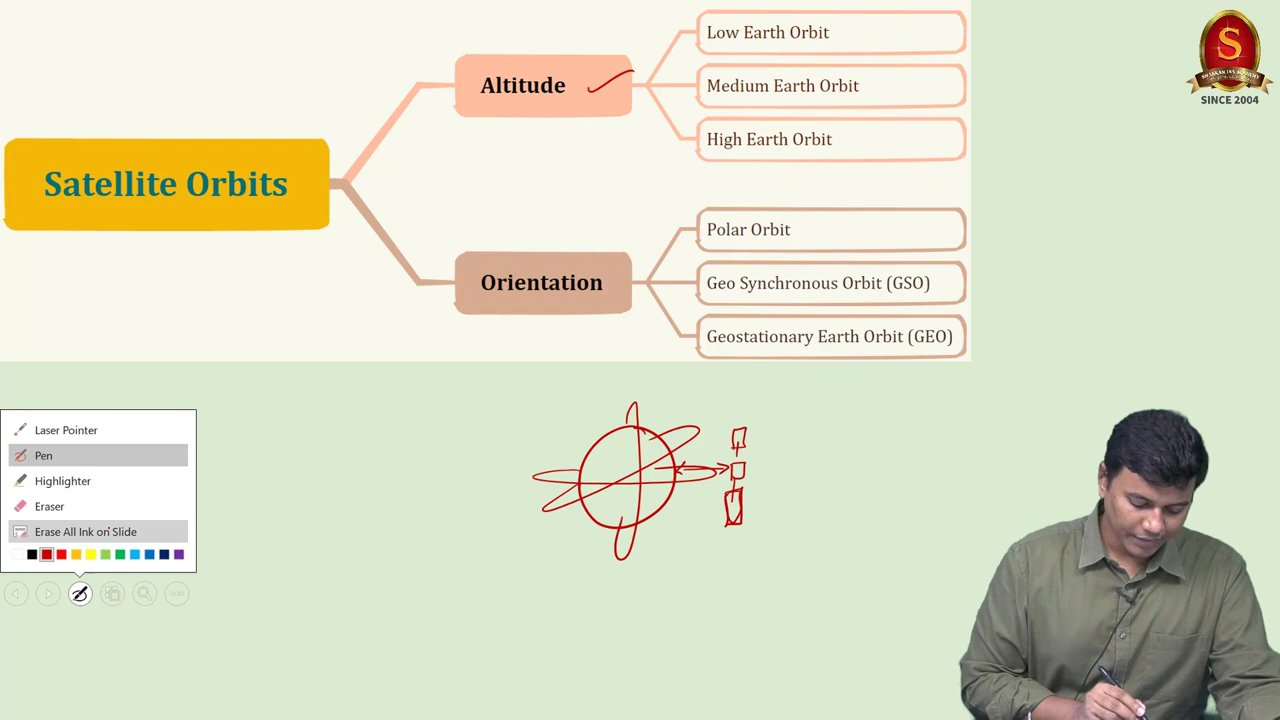 Satellite Orbits
Altitude
Low Earth Orbit
Medium Earth Orbit
High Earth Orbit
Orientation
Polar Orbit
Geo Synchronous Orbit (GSO)
Geostationary Earth Orbit (GEO)
S
SINCE 2004
Laser Pointer
Pen
Highlighter
Eraser
Erase All Ink on Slide